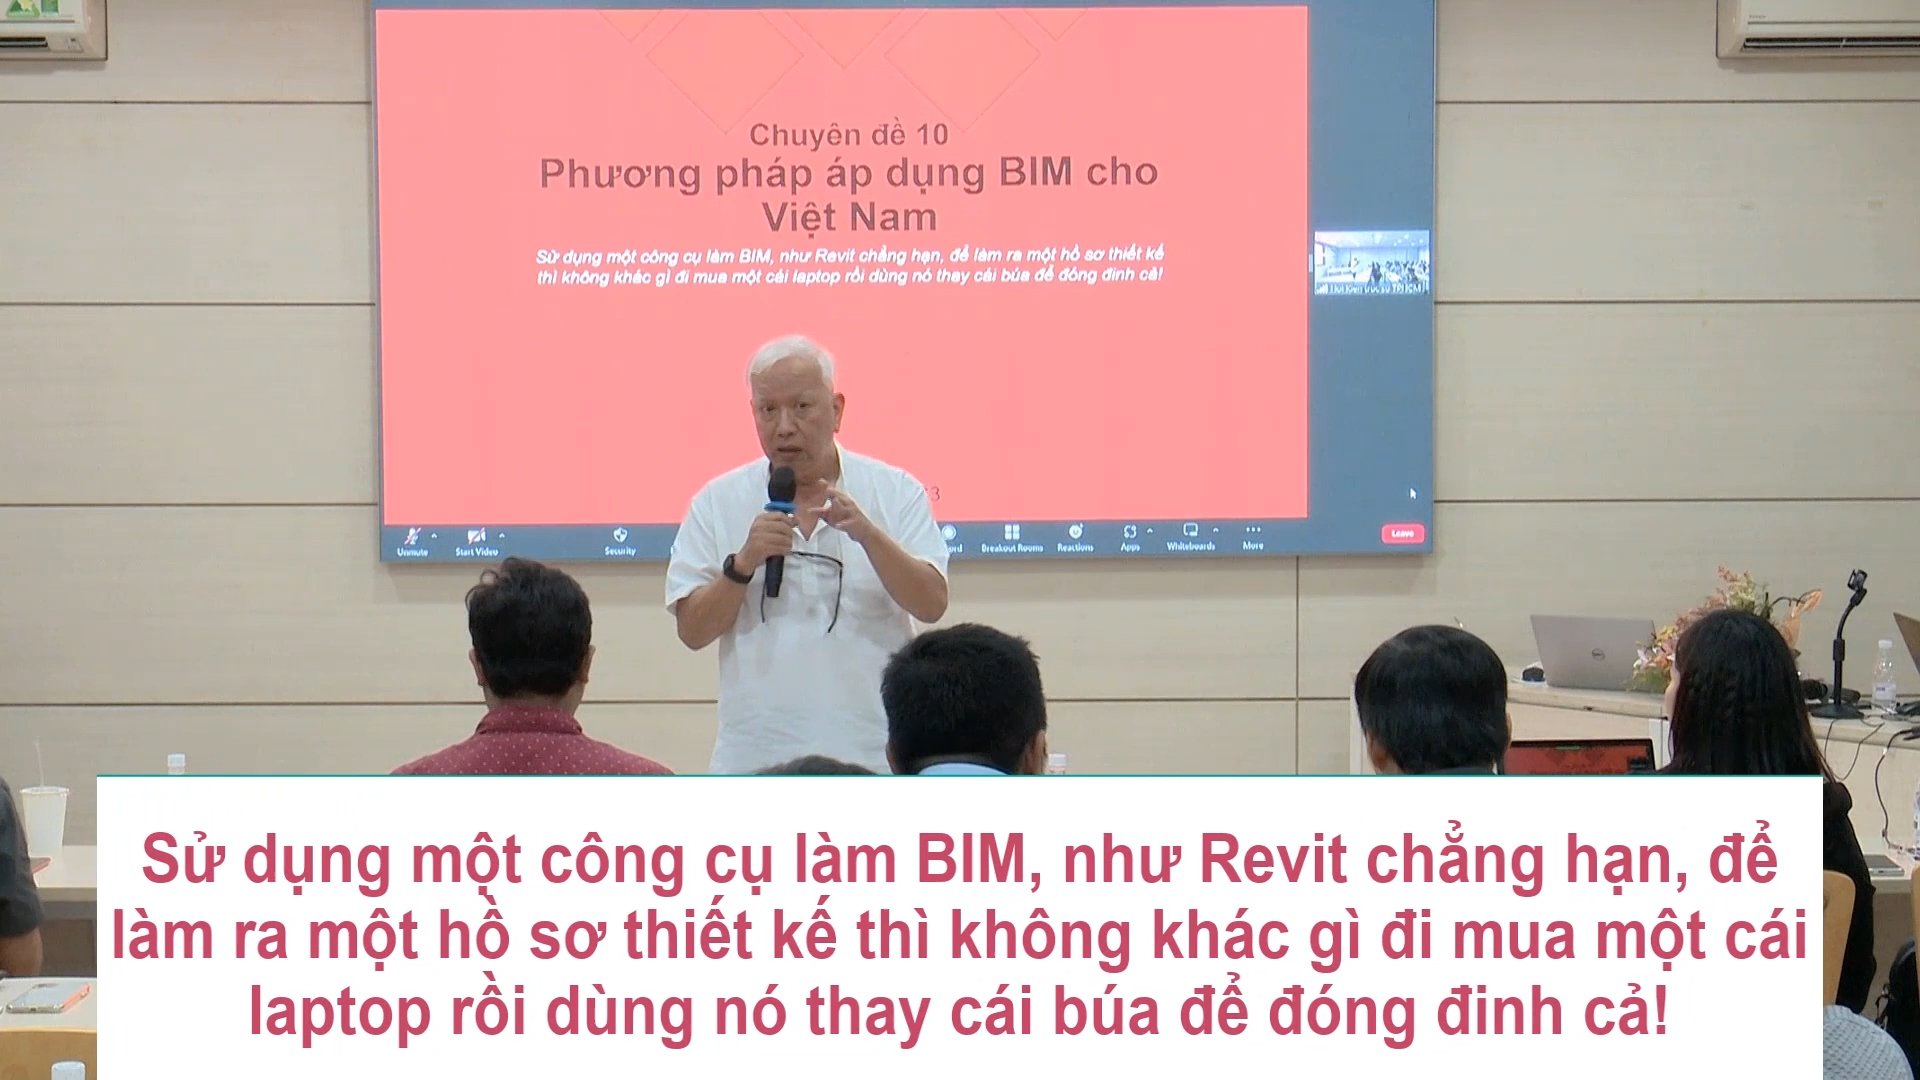 Chuyên đề 10
Phương pháp áp dụng BIM cho
Việt Nam
Sử dụng một công cụ làm BIM, như Revit chẳng hạn, để làm ra một hồ sơ thiết kế
thì không khác gì đi mua một cái laptop rồi dùng nó thay cái búa để đóng đinh cả!
Unmute
Start Video
Security
Breakout Rooms
Reactions
Apps
Whiteboards
More
Leave
DELL
Sử dụng một công cụ làm BIM, như Revit chẳng hạn, để
làm ra một hồ sơ thiết kế thì không khác gì đi mua một cái
laptop rồi dùng nó thay cái búa để đóng đinh cả!